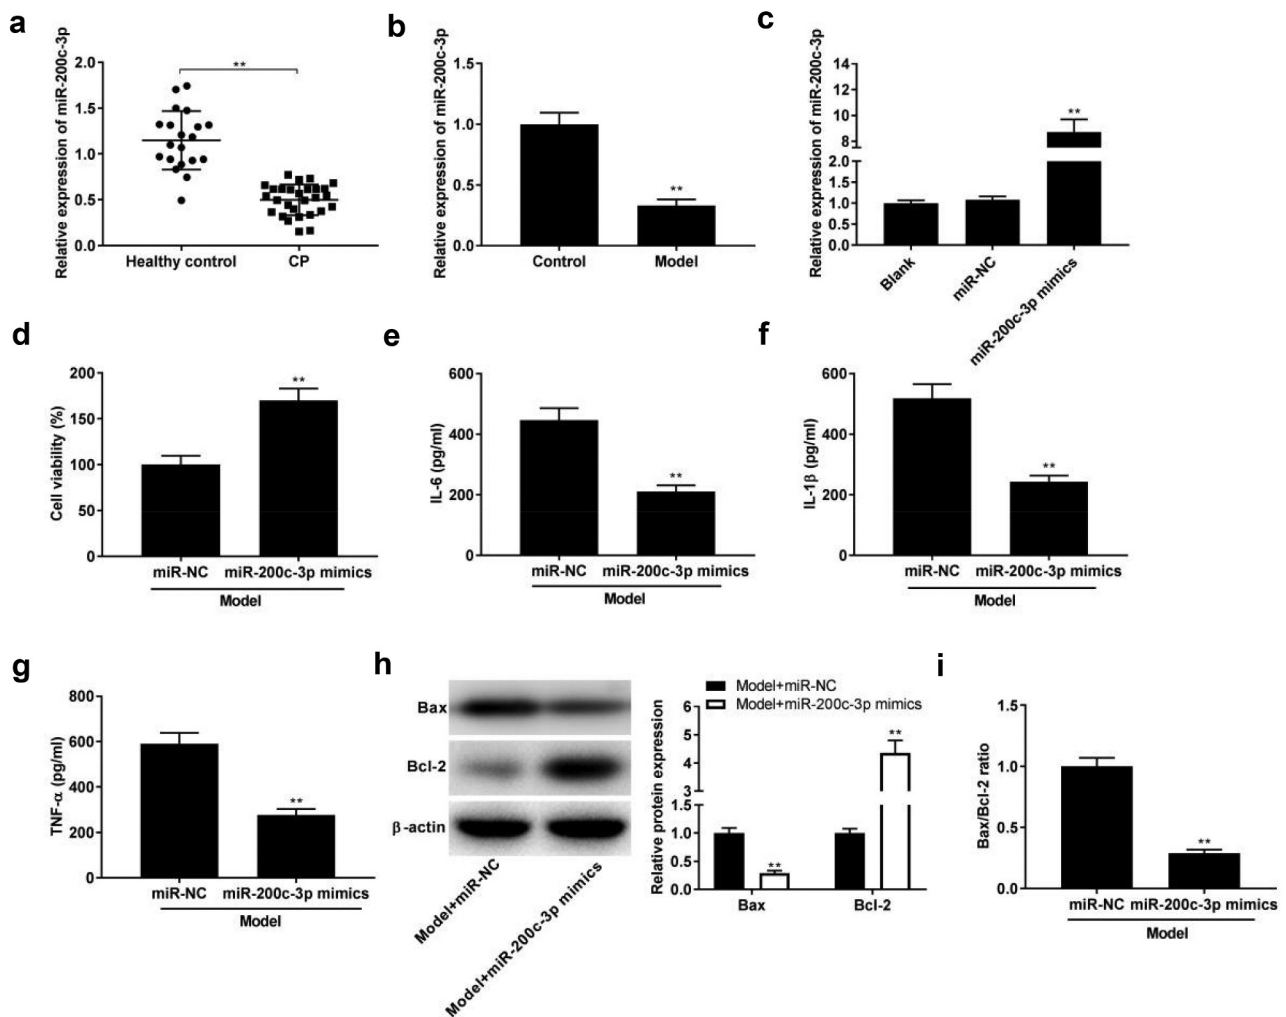 a
Relative expression of miR-200c-3p
2.0
1.5
1.0
0.5
0.0
**
Healthy control
CP
b
Relative expression of miR-200c-3p
1.5
1.0
0.5
0.0
**
Control
Model
c
Relative expression of miR-200c-3p
14
12
10
8
2.0
1.5
1.0
0.5
0.0
**
Blank
miR-NC
miR-200c-3p mimics
d
Cell viability (%)
200
150
100
50
0
**
miR-NC
miR-200c-3p mimics
Model
e
IL-6 (pg/ml)
600
400
200
0
**
miR-NC
miR-200c-3p mimics
Model
f
IL-1β (pg/ml)
600
400
200
0
**
miR-NC
miR-200c-3p mimics
Model
g
TNF-α (pg/ml)
800
600
400
200
0
**
miR-NC
miR-200c-3p mimics
Model
h
Bax
Bcl-2
β-actin
Model+miR-NC
Model+miR-200c-3p mimics
Model+miR-NC
Model+miR-200c-3p mimics
Relative protein expression
6
5
4
3
1.5
1.0
0.5
0.0
**
**
Bax
Bcl-2
i
Bax/Bcl-2 ratio
1.5
1.0
0.5
0.0
**
miR-NC
miR-200c-3p mimics
Model